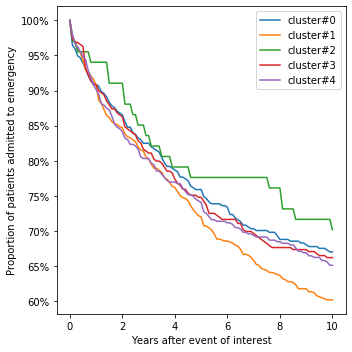 100%
95%
90%
85%
80%
75%
70%
65%
60%
Proportion of patients admitted to emergency
cluster#0
cluster#1
cluster#2
cluster#3
cluster#4
0 2 4 6 8 10
Years after event of interest